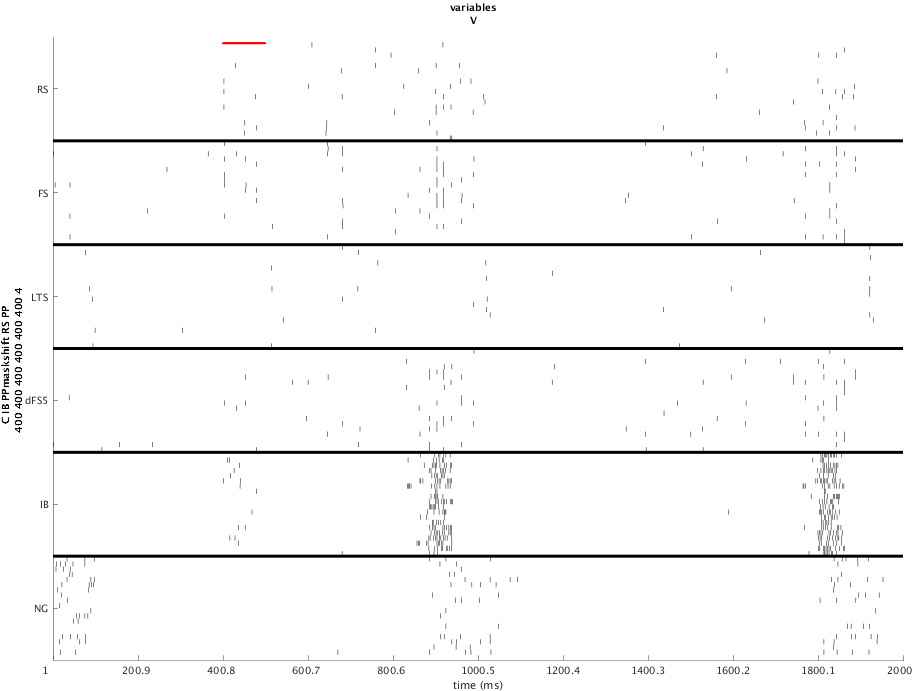 variables
V
C IB PPmaskshift RS PP
400 400 400 400 400 400 4
RS
FS
LTS
dFS5
IB
NG
1 200.9 400.8 600.7 800.6 1000.5 1200.4 1400.3 1600.2 1800.1 2000
time (ms)